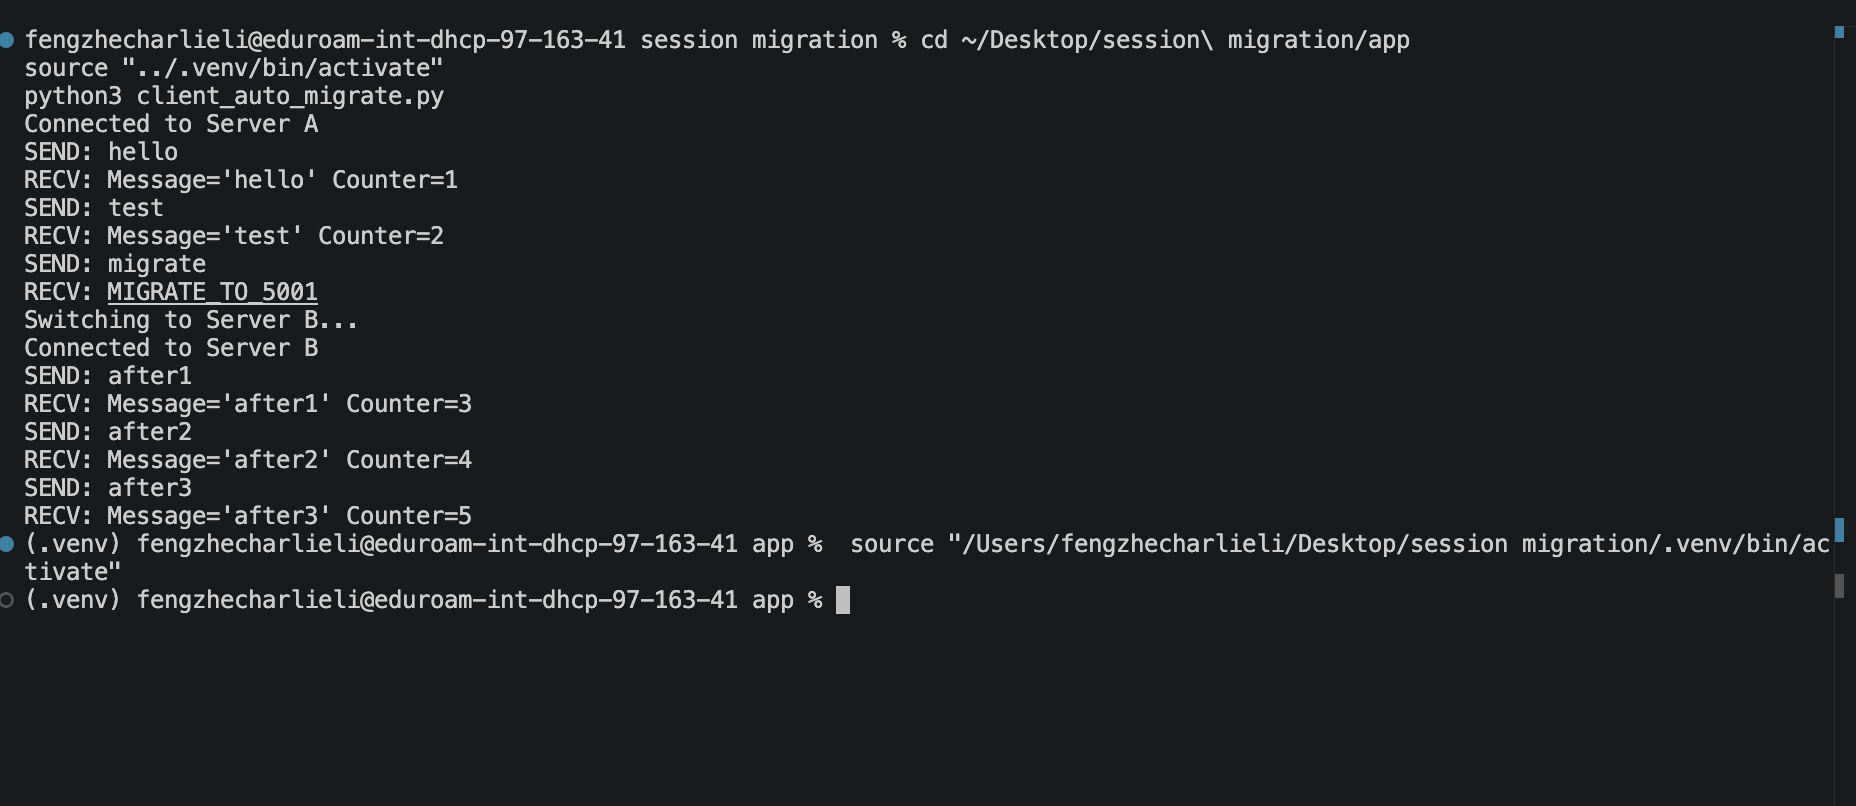 fengzhecharlieli@eduroam-int-dhcp-97-163-41 session migration % cd ~/Desktop/session\ migration/app
source "../.venv/bin/activate"
python3 client_auto_migrate.py
Connected to Server A
SEND: hello
RECV: Message='hello' Counter=1
SEND: test
RECV: Message='test' Counter=2
SEND: migrate
RECV: MIGRATE_TO_5001
Switching to Server B...
Connected to Server B
SEND: after1
RECV: Message='after1' Counter=3
SEND: after2
RECV: Message='after2' Counter=4
SEND: after3
RECV: Message='after3' Counter=5
(.venv) fengzhecharlieli@eduroam-int-dhcp-97-163-41 app %  source "/Users/fengzhecharlieli/Desktop/session migration/.venv/bin/ac
tivate"
(.venv) fengzhecharlieli@eduroam-int-dhcp-97-163-41 app %